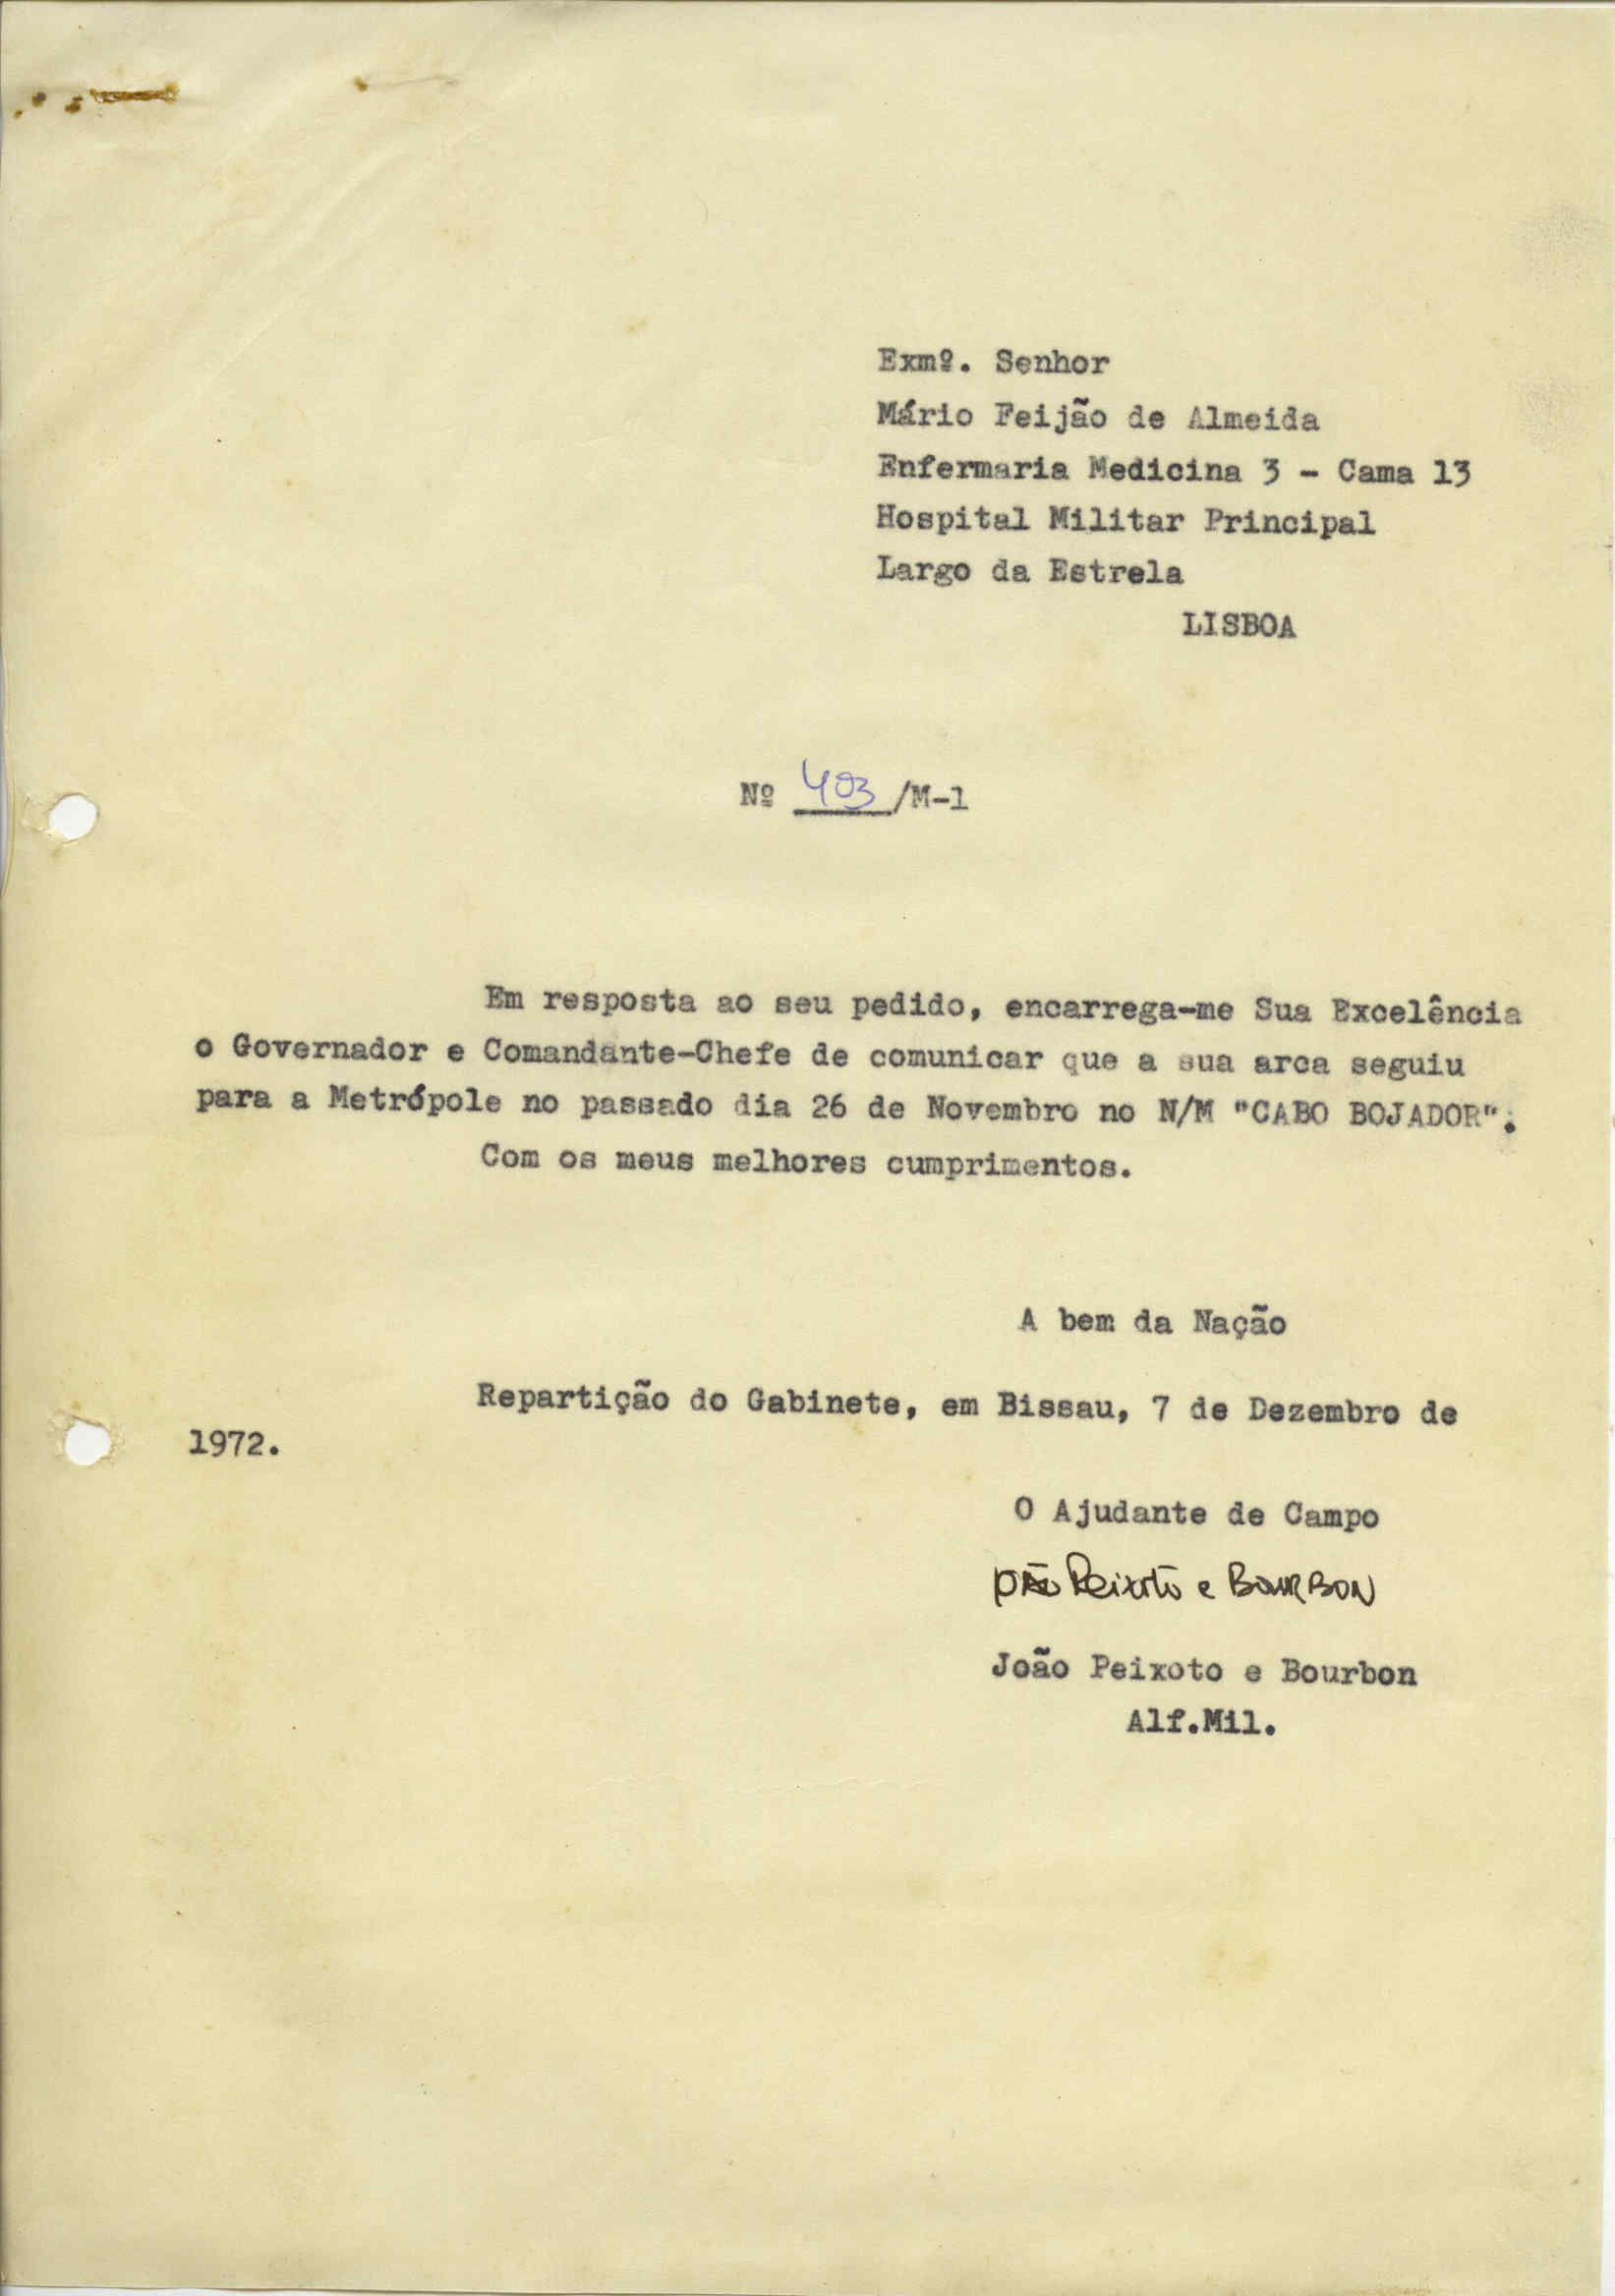 Exmº. Senhor
Mário Feijão de Almeida
Enfermaria Medicina 3 - Cama 13
Hospital Militar Principal
Largo da Estrela
LISBOA
Nº 403/M-1
Em resposta ao seu pedido, encarrega-me Sua Excelência
o Governador e Comandante-Chefe de comunicar que a sua arca seguiu
para a Metrópole no passado dia 26 de Novembro no N/M "CABO BOJADOR".
Com os meus melhores cumprimentos.
A bem da Nação
Repartição do Gabinete, em Bissau, 7 de Dezembro de
1972.
O Ajudante de Campo
João Peixoto e BOURBON
João Peixoto e Bourbon
Alf.Mil.